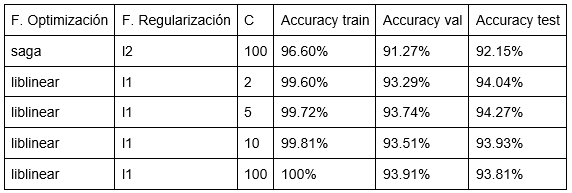 F. Optimización F. Regularización C Accuracy train Accuracy val Accuracy test
saga l2 100 96.60% 91.27% 92.15%
liblinear l1 2 99.60% 93.29% 94.04%
liblinear l1 5 99.72% 93.74% 94.27%
liblinear l1 10 99.81% 93.51% 93.93%
liblinear l1 100 100% 93.91% 93.81%